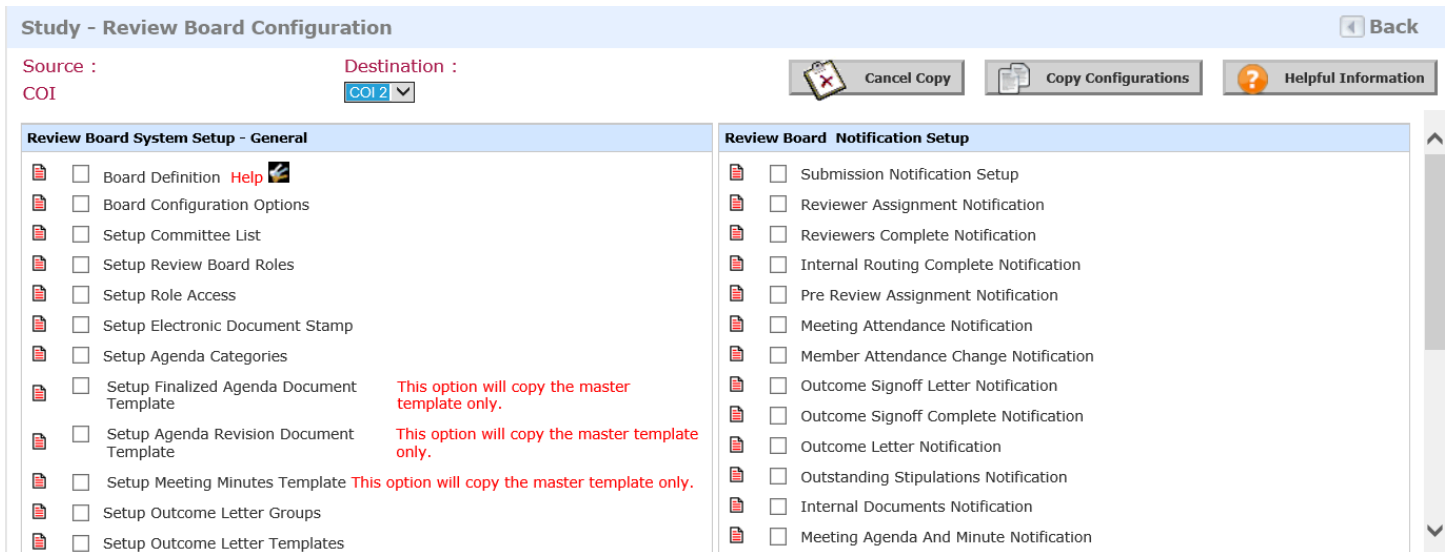 Study - Review Board Configuration
Back
Source :
Destination :
COI
COI 2
Cancel Copy
Copy Configurations
Helpful Information
Review Board System Setup - General
Board Definition Help
Board Configuration Options
Setup Committee List
Setup Review Board Roles
Setup Role Access
Setup Electronic Document Stamp
Setup Agenda Categories
Setup Finalized Agenda Document
Template
This option will copy the master
template only.
Setup Agenda Revision Document
Template
This option will copy the master template
only.
Setup Meeting Minutes Template This option will copy the master template only.
Setup Outcome Letter Groups
Setup Outcome Letter Templates
Review Board Notification Setup
Submission Notification Setup
Reviewer Assignment Notification
Reviewers Complete Notification
Internal Routing Complete Notification
Pre Review Assignment Notification
Meeting Attendance Notification
Member Attendance Change Notification
Outcome Signoff Letter Notification
Outcome Signoff Complete Notification
Outcome Letter Notification
Outstanding Stipulations Notification
Internal Documents Notification
Meeting Agenda And Minute Notification